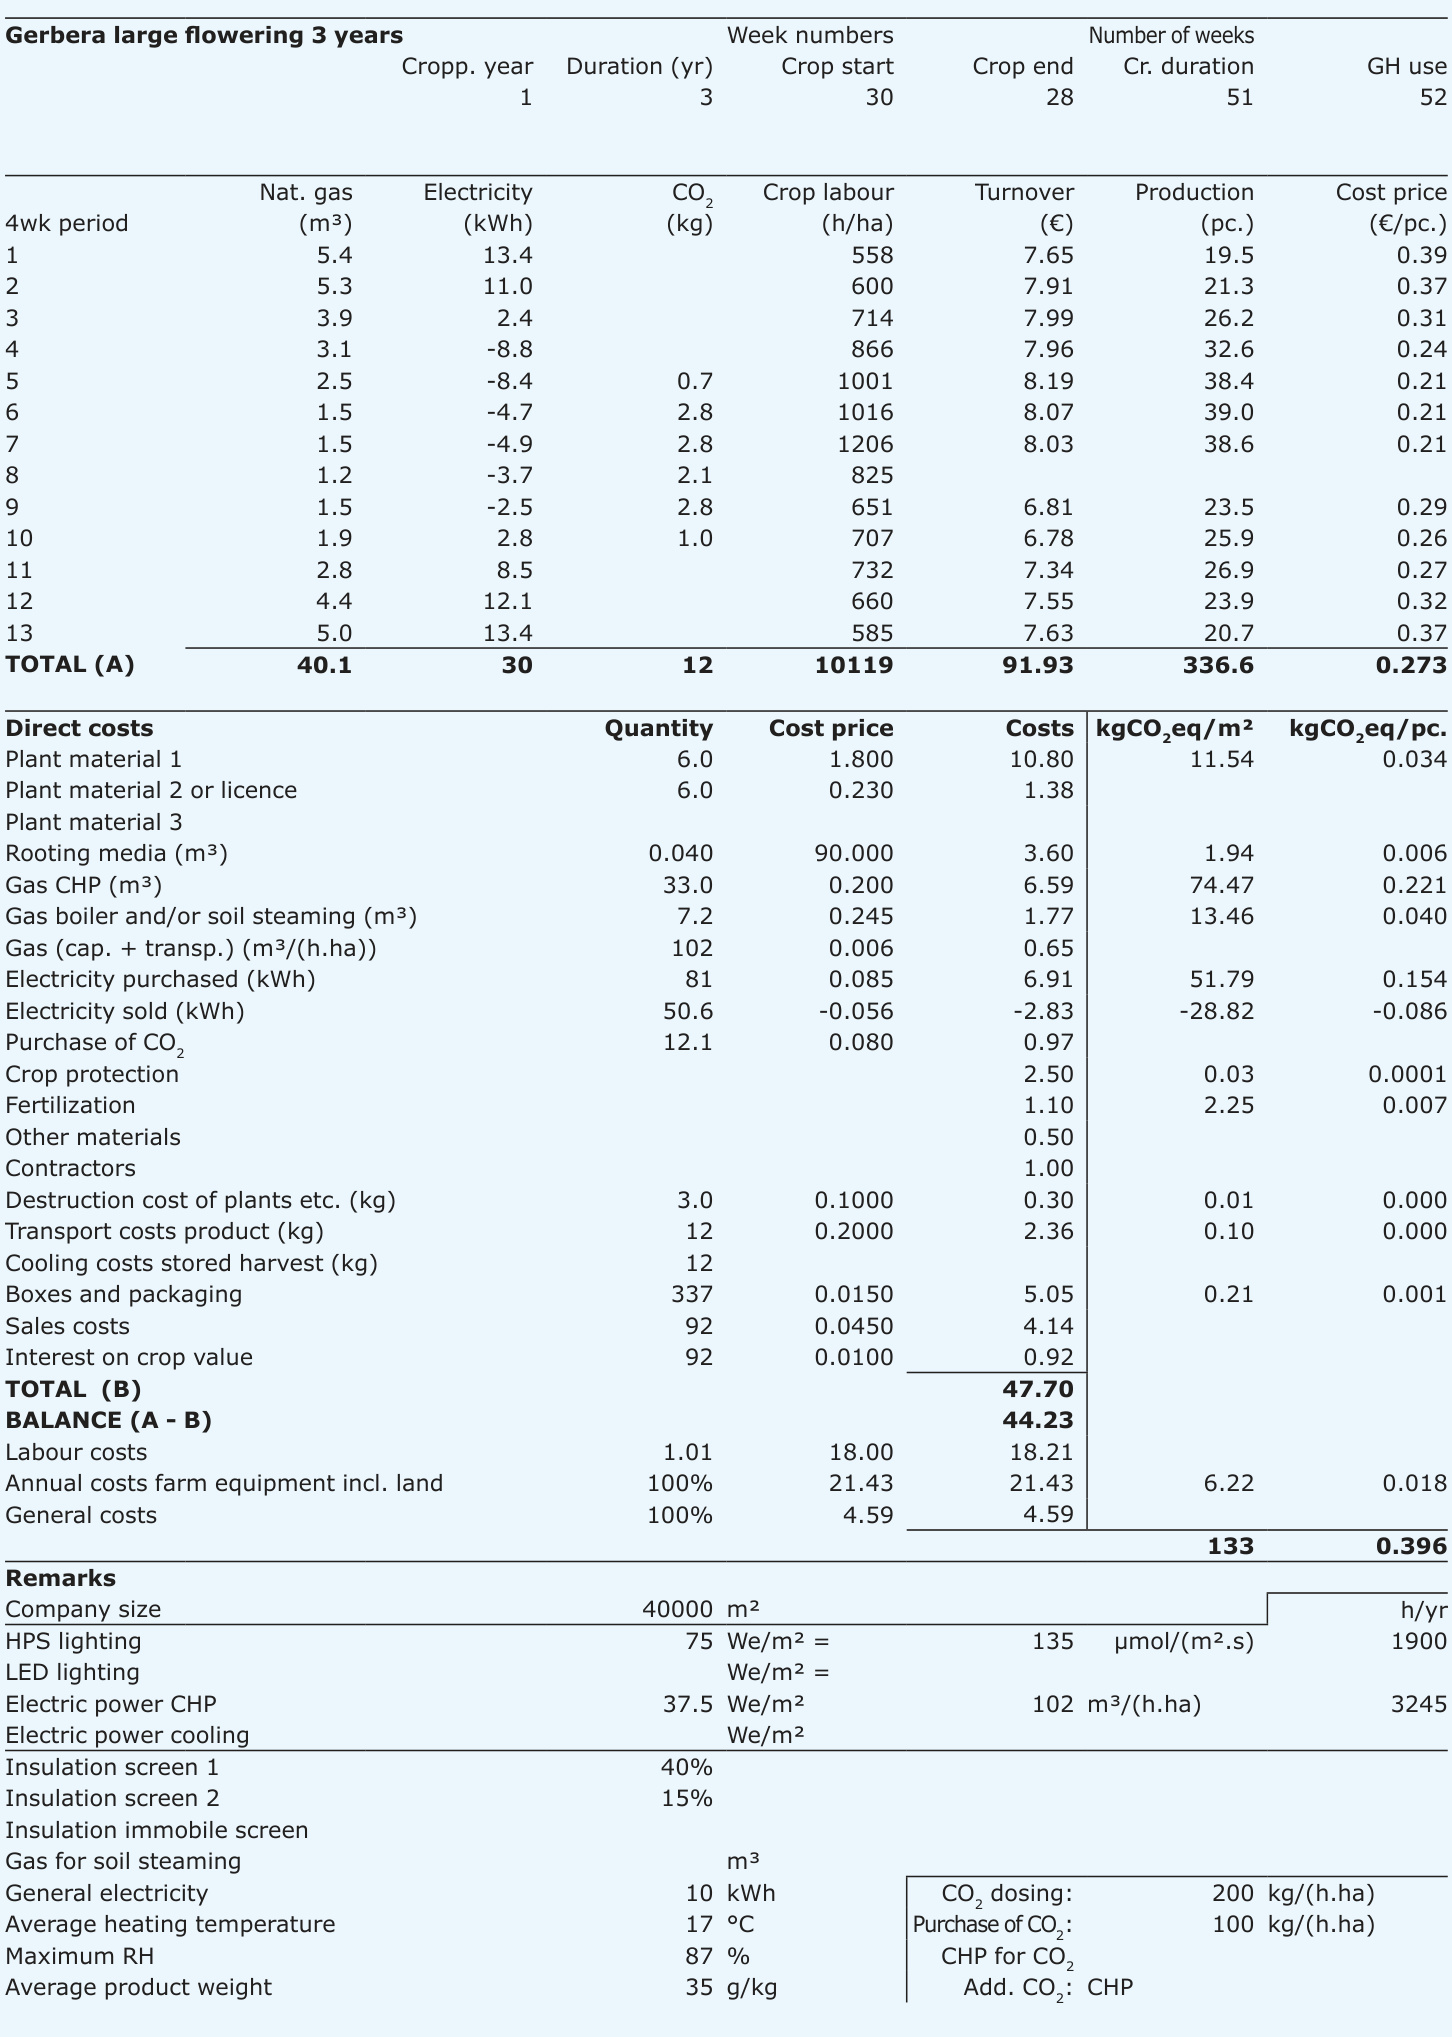 Gerbera large flowering 3 years Week numbers Number of weeks
Cropp. year Duration (yr) Crop start Crop end Cr. duration GH use
1 3 30 28 51 52
Nat. gas Electricity CO₂ Crop labour Turnover Production Cost price
4wk period (m³) (kWh) (kg) (h/ha) (€) (pc.) (€/pc.)
1 5.4 13.4 558 7.65 19.5 0.39
2 5.3 11.0 600 7.91 21.3 0.37
3 3.9 2.4 714 7.99 26.2 0.31
4 3.1 -8.8 866 7.96 32.6 0.24
5 2.5 -8.4 0.7 1001 8.19 38.4 0.21
6 1.5 -4.7 2.8 1016 8.07 39.0 0.21
7 1.5 -4.9 2.8 1206 8.03 38.6 0.21
8 1.2 -3.7 2.1 825
9 1.5 -2.5 2.8 651 6.81 23.5 0.29
10 1.9 2.8 1.0 707 6.78 25.9 0.26
11 2.8 8.5 732 7.34 26.9 0.27
12 4.4 12.1 660 7.55 23.9 0.32
13 5.0 13.4 585 7.63 20.7 0.37
TOTAL (A) 40.1 30 12 10119 91.93 336.6 0.273
Direct costs Quantity Cost price Costs kgCO₂eq/m² kgCO₂eq/pc.
Plant material 1 6.0 1.800 10.80 11.54 0.034
Plant material 2 or licence 6.0 0.230 1.38
Plant material 3
Rooting media (m³) 0.040 90.000 3.60 1.94 0.006
Gas CHP (m³) 33.0 0.200 6.59 74.47 0.221
Gas boiler and/or soil steaming (m³) 7.2 0.245 1.77 13.46 0.040
Gas (cap. + transp.) (m³/(h.ha)) 102 0.006 0.65
Electricity purchased (kWh) 81 0.085 6.91 51.79 0.154
Electricity sold (kWh) 50.6 -0.056 -2.83 -28.82 -0.086
Purchase of CO₂ 12.1 0.080 0.97
Crop protection 2.50 0.03 0.0001
Fertilization 1.10 2.25 0.007
Other materials 0.50
Contractors 1.00
Destruction cost of plants etc. (kg) 3.0 0.1000 0.30 0.01 0.000
Transport costs product (kg) 12 0.2000 2.36 0.10 0.000
Cooling costs stored harvest (kg) 12
Boxes and packaging 337 0.0150 5.05 0.21 0.001
Sales costs 92 0.0450 4.14
Interest on crop value 92 0.0100 0.92
TOTAL (B) 47.70
BALANCE (A - B) 44.23
Labour costs 1.01 18.00 18.21
Annual costs farm equipment incl. land 100% 21.43 21.43 6.22 0.018
General costs 100% 4.59 4.59
133 0.396
Remarks
Company size 40000 m² h/yr
HPS lighting 75 We/m² = 135 µmol/(m².s) 1900
LED lighting We/m² =
Electric power CHP 37.5 We/m² 102 m³/(h.ha) 3245
Electric power cooling We/m²
Insulation screen 1 40%
Insulation screen 2 15%
Insulation immobile screen
Gas for soil steaming m³
General electricity 10 kWh CO₂ dosing: 200 kg/(h.ha)
Average heating temperature 17 °C Purchase of CO₂: 100 kg/(h.ha)
Maximum RH 87 % CHP for CO₂
Average product weight 35 g/kg Add. CO₂: CHP